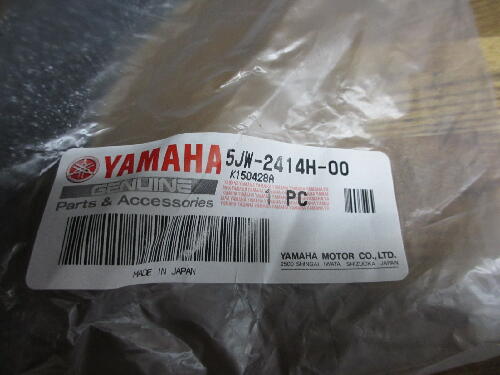 YAMAHA 5JW-2414H-00
K150428A
GENUINE
Parts & Accessories 1 PC
MADE IN JAPAN
YAMAHA MOTOR CO., LTD.
2500 SHINGAI IWATA SHIZUOKA JAPAN